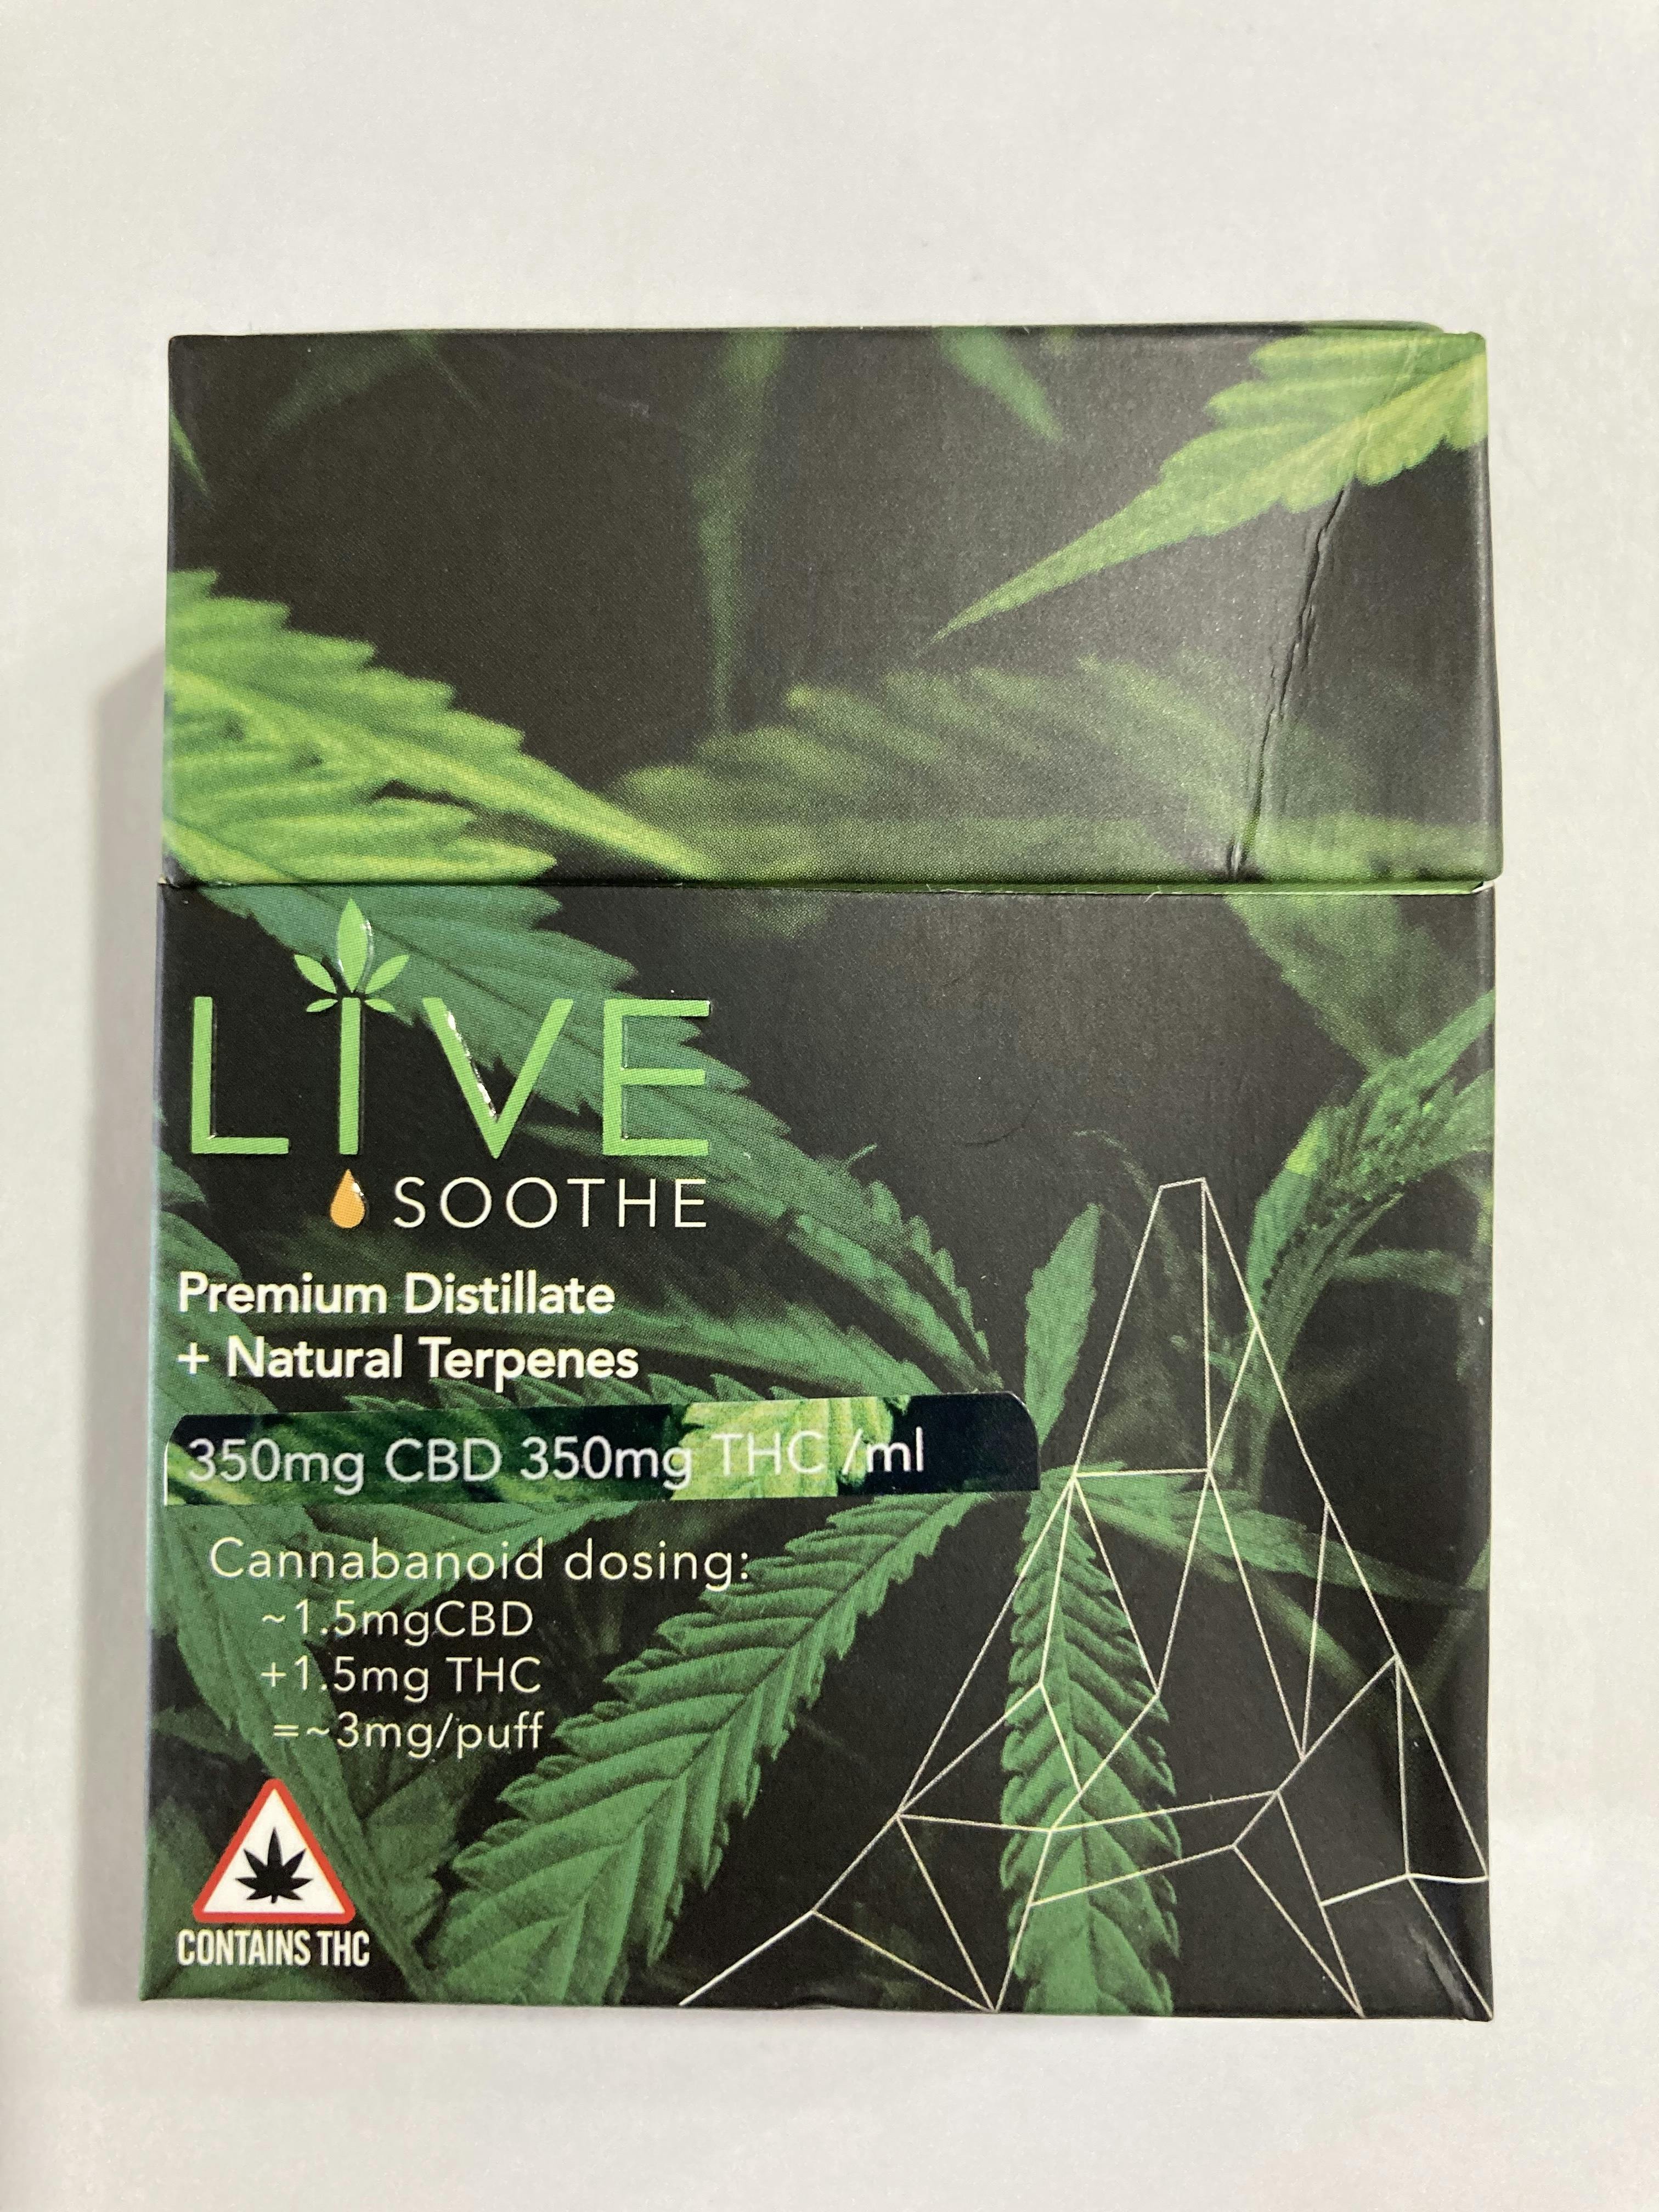 LIVE
SOOTHE
Premium Distillate
+ Natural Terpenes
350mg CBD 350mg THC /ml
Cannabanoid dosing:
~1.5mgCBD
+1.5mg THC
=~3mg/puff
CONTAINS THC